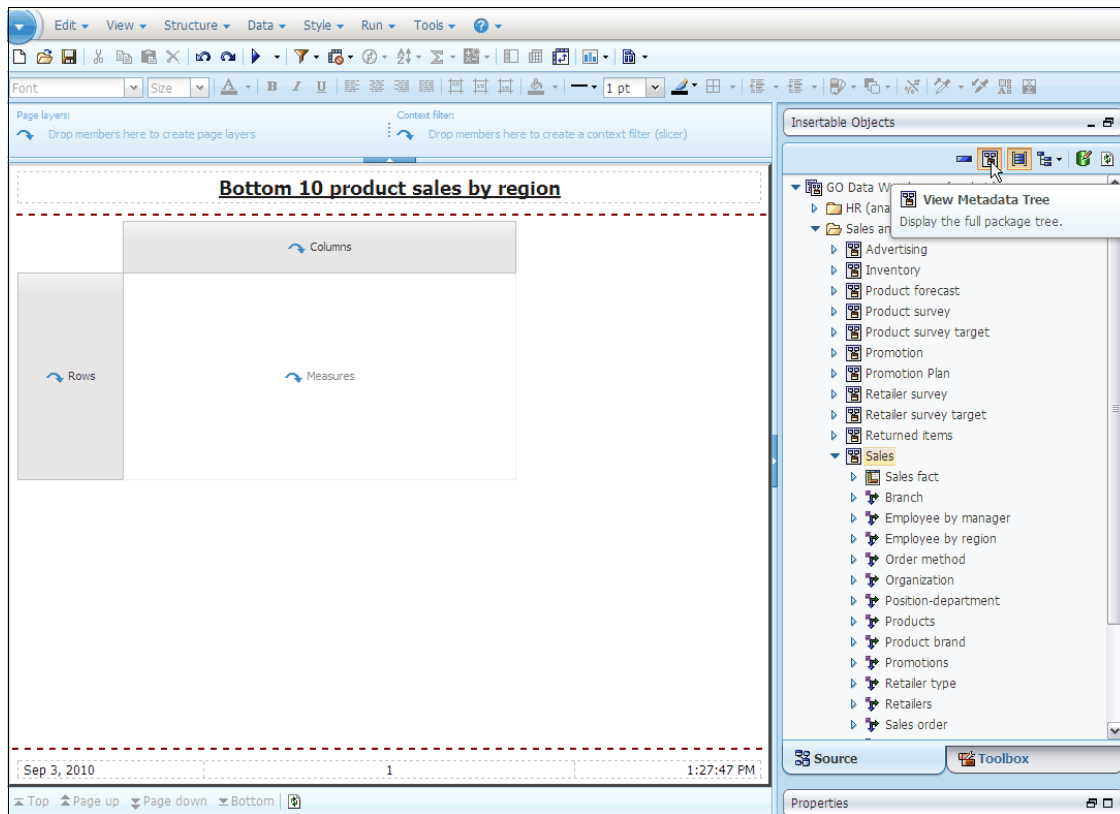 Edit View Structure Data Style Run Tools
Font Size B I U 1 pt
Page layers:
Drop members here to create page layers
Context filter:
Drop members here to create a context filter (slicer)
Bottom 10 product sales by region
Columns
Rows
Measures
Sep 3, 2010 1 1:27:47 PM
Top Page up Page down Bottom
Insertable Objects
GO Data W
View Metadata Tree
Display the full package tree.
HR (ana
Sales an
Advertising
Inventory
Product forecast
Product survey
Product survey target
Promotion
Promotion Plan
Retailer survey
Retailer survey target
Returned items
Sales
Sales fact
Branch
Employee by manager
Employee by region
Order method
Organization
Position-department
Products
Product brand
Promotions
Retailer type
Retailers
Sales order
Source Toolbox
Properties